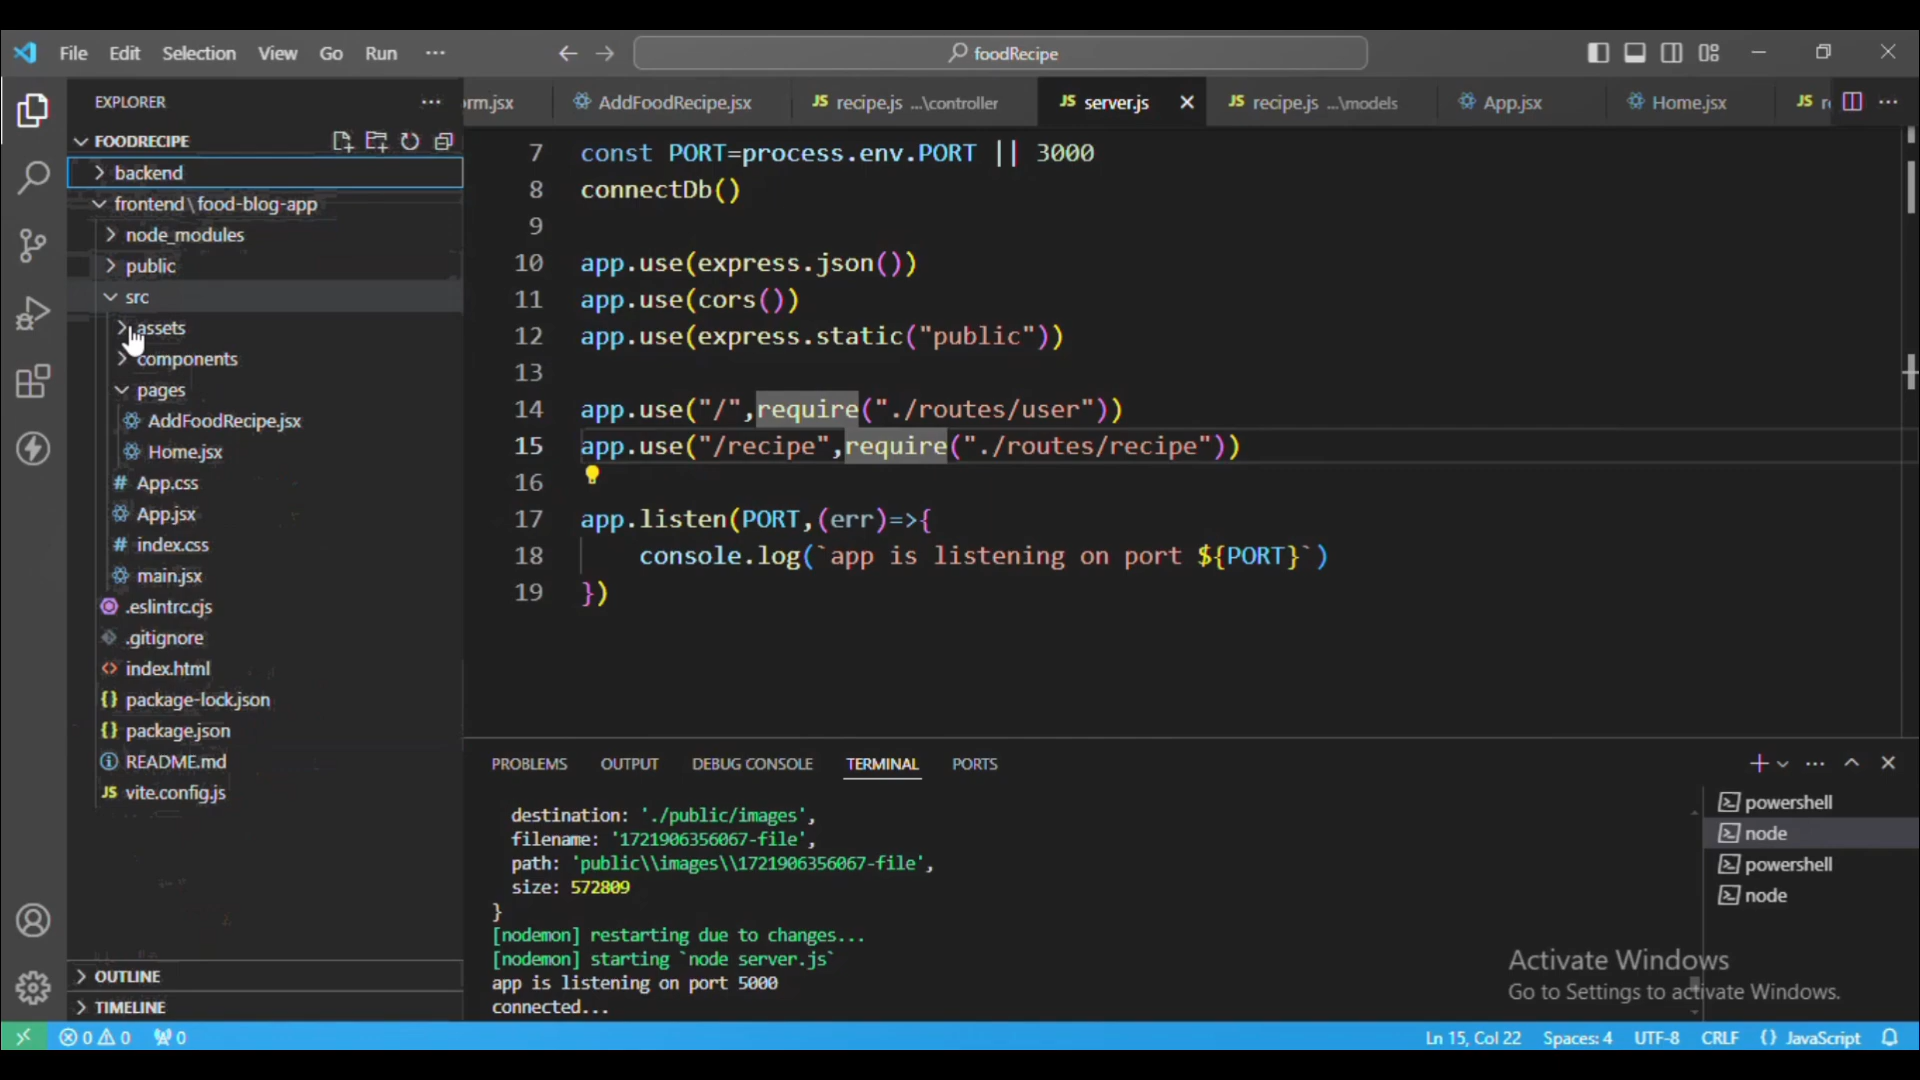 File Edit Selection View Go Run ··· foodRecipe
EXPLORER ···
FOODRECIPE
backend
frontend\food-blog-app
node_modules
public
src
assets
components
pages
AddFoodRecipe.jsx
Home.jsx
# App.css
App.jsx
# index.css
main.jsx
.eslintrc.cjs
.gitignore
<> index.html
{} package-lock.json
{} package.json
README.md
JS vite.config.js
OUTLINE
TIMELINE
rm.jsx AddFoodRecipe.jsx JS recipe.js ...\controller JS server.js JS recipe.js ...\models App.jsx Home.jsx JS ···
7 const PORT=process.env.PORT || 3000
8 connectDb()
9
10 app.use(express.json())
11 app.use(cors())
12 app.use(express.static("public"))
13
14 app.use("/",require("./routes/user"))
15 app.use("/recipe",require("./routes/recipe"))
16
17 app.listen(PORT,(err)=>{
18     console.log(`app is listening on port ${PORT}`)
19 })
PROBLEMS OUTPUT DEBUG CONSOLE TERMINAL PORTS
destination: './public/images',
filename: '1721906356067-file',
path: 'public\\images\\1721906356067-file',
size: 572809
}
[nodemon] restarting due to changes...
[nodemon] starting `node server.js`
app is listening on port 5000
connected...
powershell
node
powershell
node
Activate Windows
Go to Settings to activate Windows.
0 0 0 Ln 15, Col 22 Spaces: 4 UTF-8 CRLF {} JavaScript